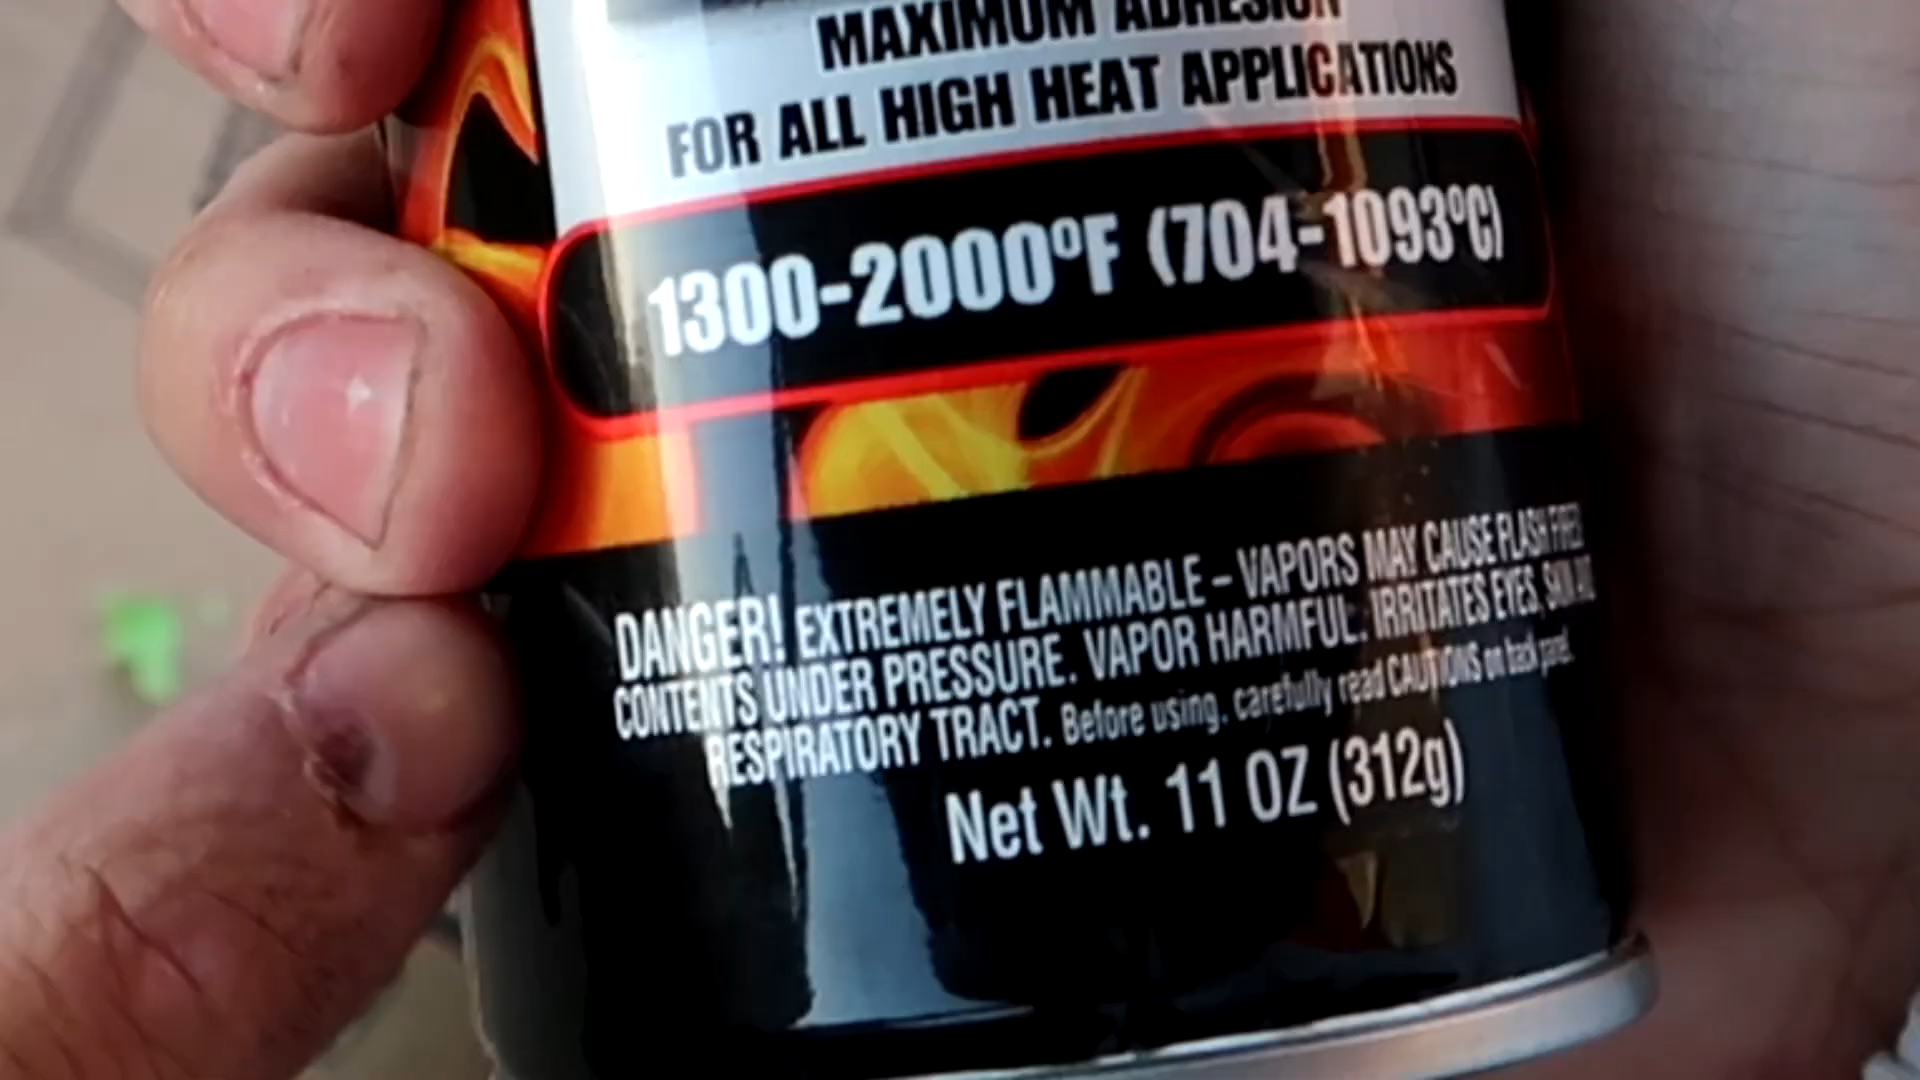 MAXIMUM ADHESION
FOR ALL HIGH HEAT APPLICATIONS
1300-2000ºF (704-1093ºC)
DANGER! EXTREMELY FLAMMABLE – VAPORS MAY CAUSE FLASH FIRE!
CONTENTS UNDER PRESSURE. VAPOR HARMFUL. IRRITATES EYES, SKIN AND
RESPIRATORY TRACT. Before using, carefully read CAUTIONS on back panel.
Net Wt. 11 OZ (312g)